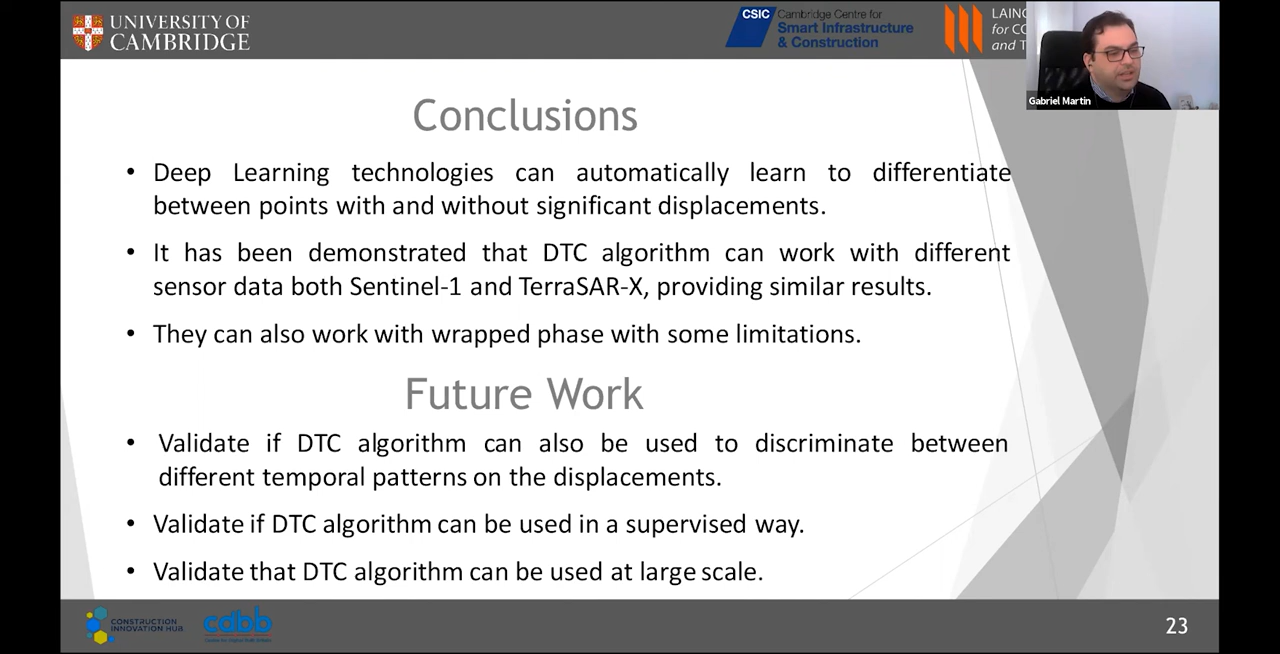 UNIVERSITY OF
CAMBRIDGE
CSIC
Cambridge Centre for
Smart Infrastructure
& Construction
LAING
for CO
and T
Gabriel Martin
Conclusions
• Deep Learning technologies can automatically learn to differentiate
between points with and without significant displacements.
• It has been demonstrated that DTC algorithm can work with different
sensor data both Sentinel-1 and TerraSAR-X, providing similar results.
• They can also work with wrapped phase with some limitations.
Future Work
• Validate if DTC algorithm can also be used to discriminate between
different temporal patterns on the displacements.
• Validate if DTC algorithm can be used in a supervised way.
• Validate that DTC algorithm can be used at large scale.
CONSTRUCTION
INNOVATION HUB
cdbb
23